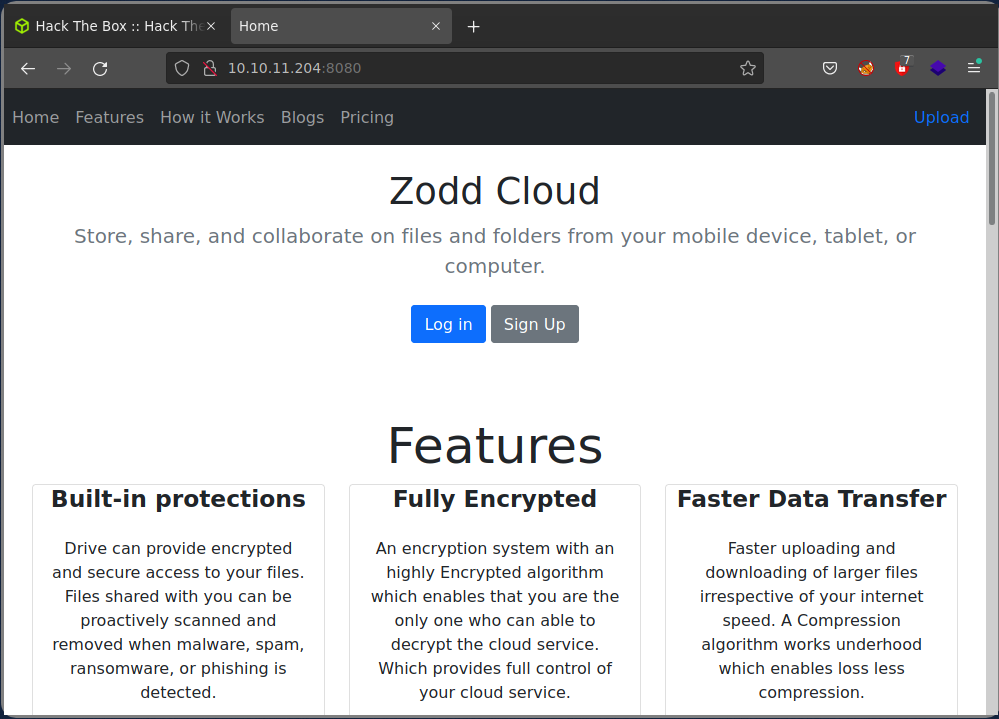 Hack The Box :: Hack The
Home
10.10.11.204:8080
7
Home Features How it Works Blogs Pricing Upload
Zodd Cloud
Store, share, and collaborate on files and folders from your mobile device, tablet, or
computer.
Log in Sign Up
Features
Built-in protections
Drive can provide encrypted
and secure access to your files.
Files shared with you can be
proactively scanned and
removed when malware, spam,
ransomware, or phishing is
detected.
Fully Encrypted
An encryption system with an
highly Encrypted algorithm
which enables that you are the
only one who can able to
decrypt the cloud service.
Which provides full control of
your cloud service.
Faster Data Transfer
Faster uploading and
downloading of larger files
irrespective of your internet
speed. A Compression
algorithm works underhood
which enables loss less
compression.